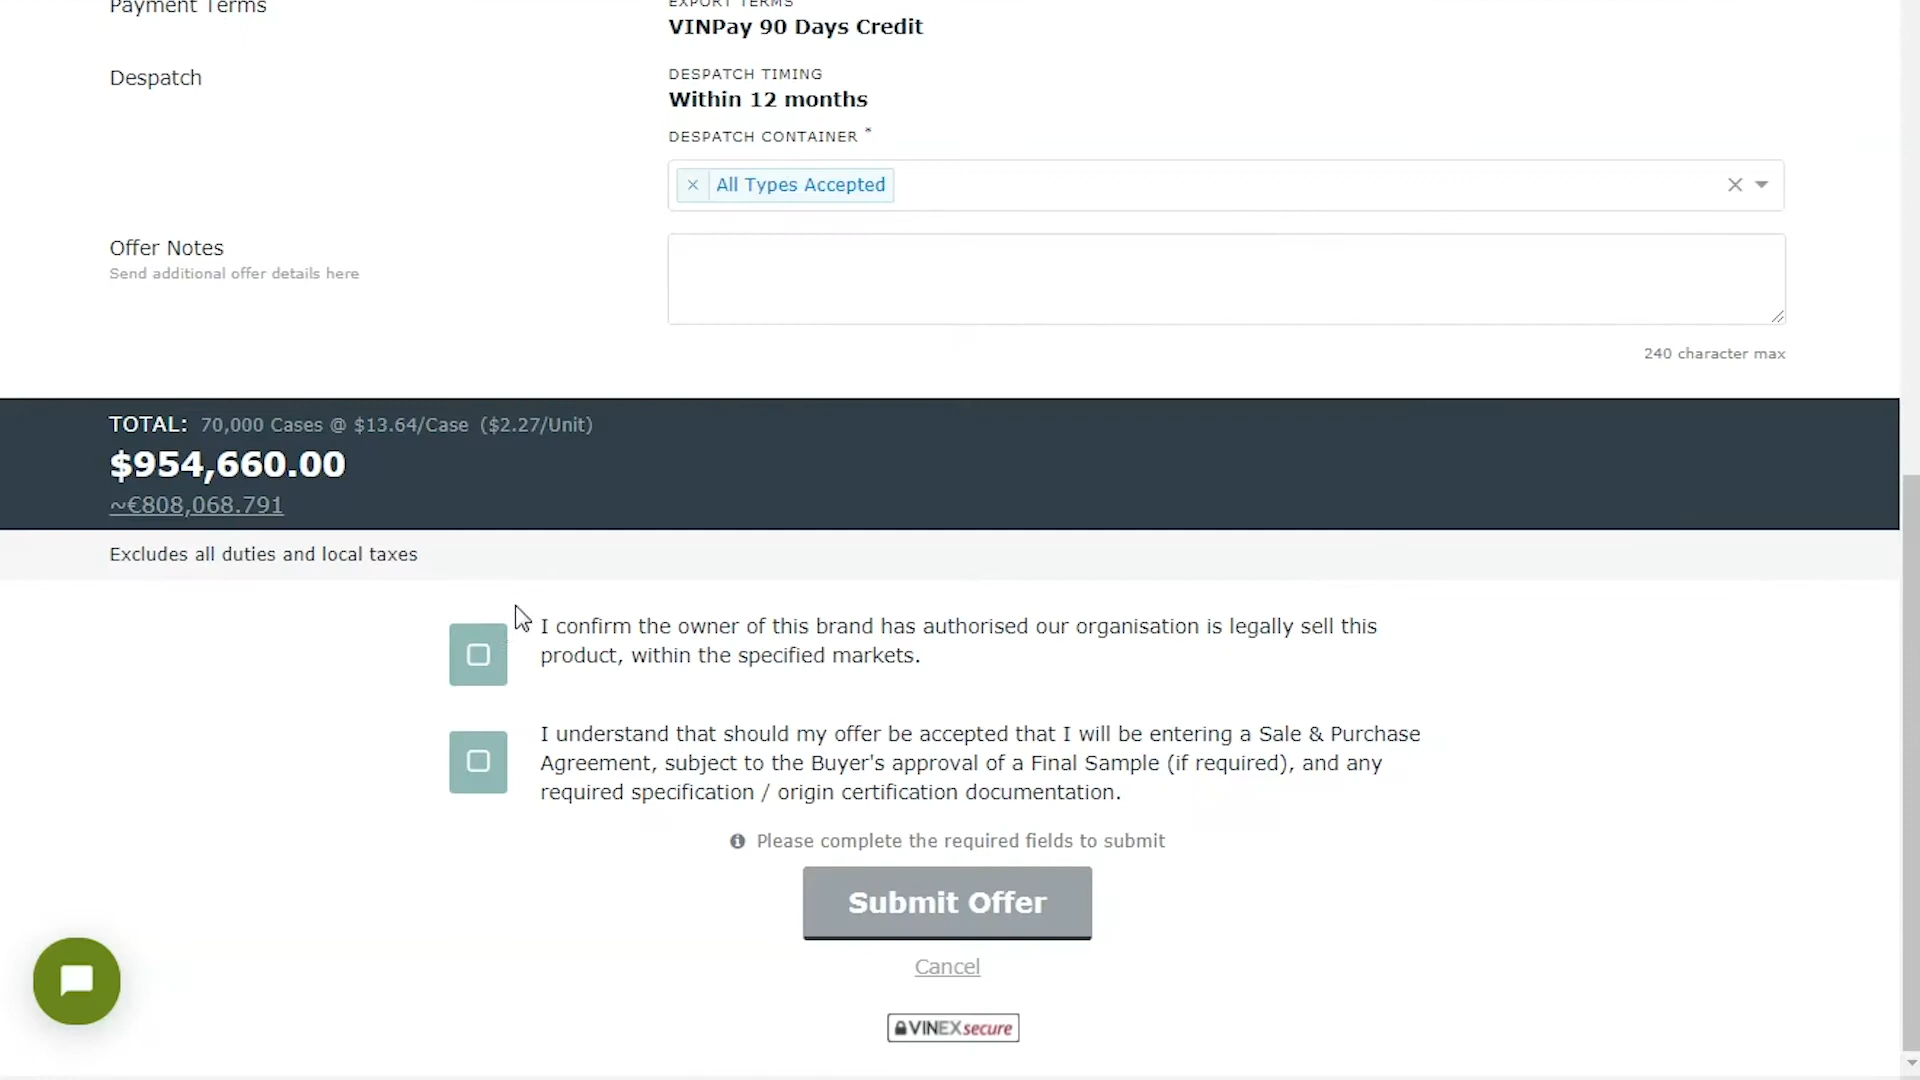 Payment Terms
EXPORT TERMS
VINPay 90 Days Credit
Despatch
DESPATCH TIMING
Within 12 months
DESPATCH CONTAINER *
× All Types Accepted
Offer Notes
Send additional offer details here
240 character max
TOTAL: 70,000 Cases @ $13.64/Case ($2.27/Unit)
$954,660.00
~€808,068.791
Excludes all duties and local taxes
I confirm the owner of this brand has authorised our organisation is legally sell this
product, within the specified markets.
I understand that should my offer be accepted that I will be entering a Sale & Purchase
Agreement, subject to the Buyer's approval of a Final Sample (if required), and any
required specification / origin certification documentation.
Please complete the required fields to submit
Submit Offer
Cancel
VINEX secure